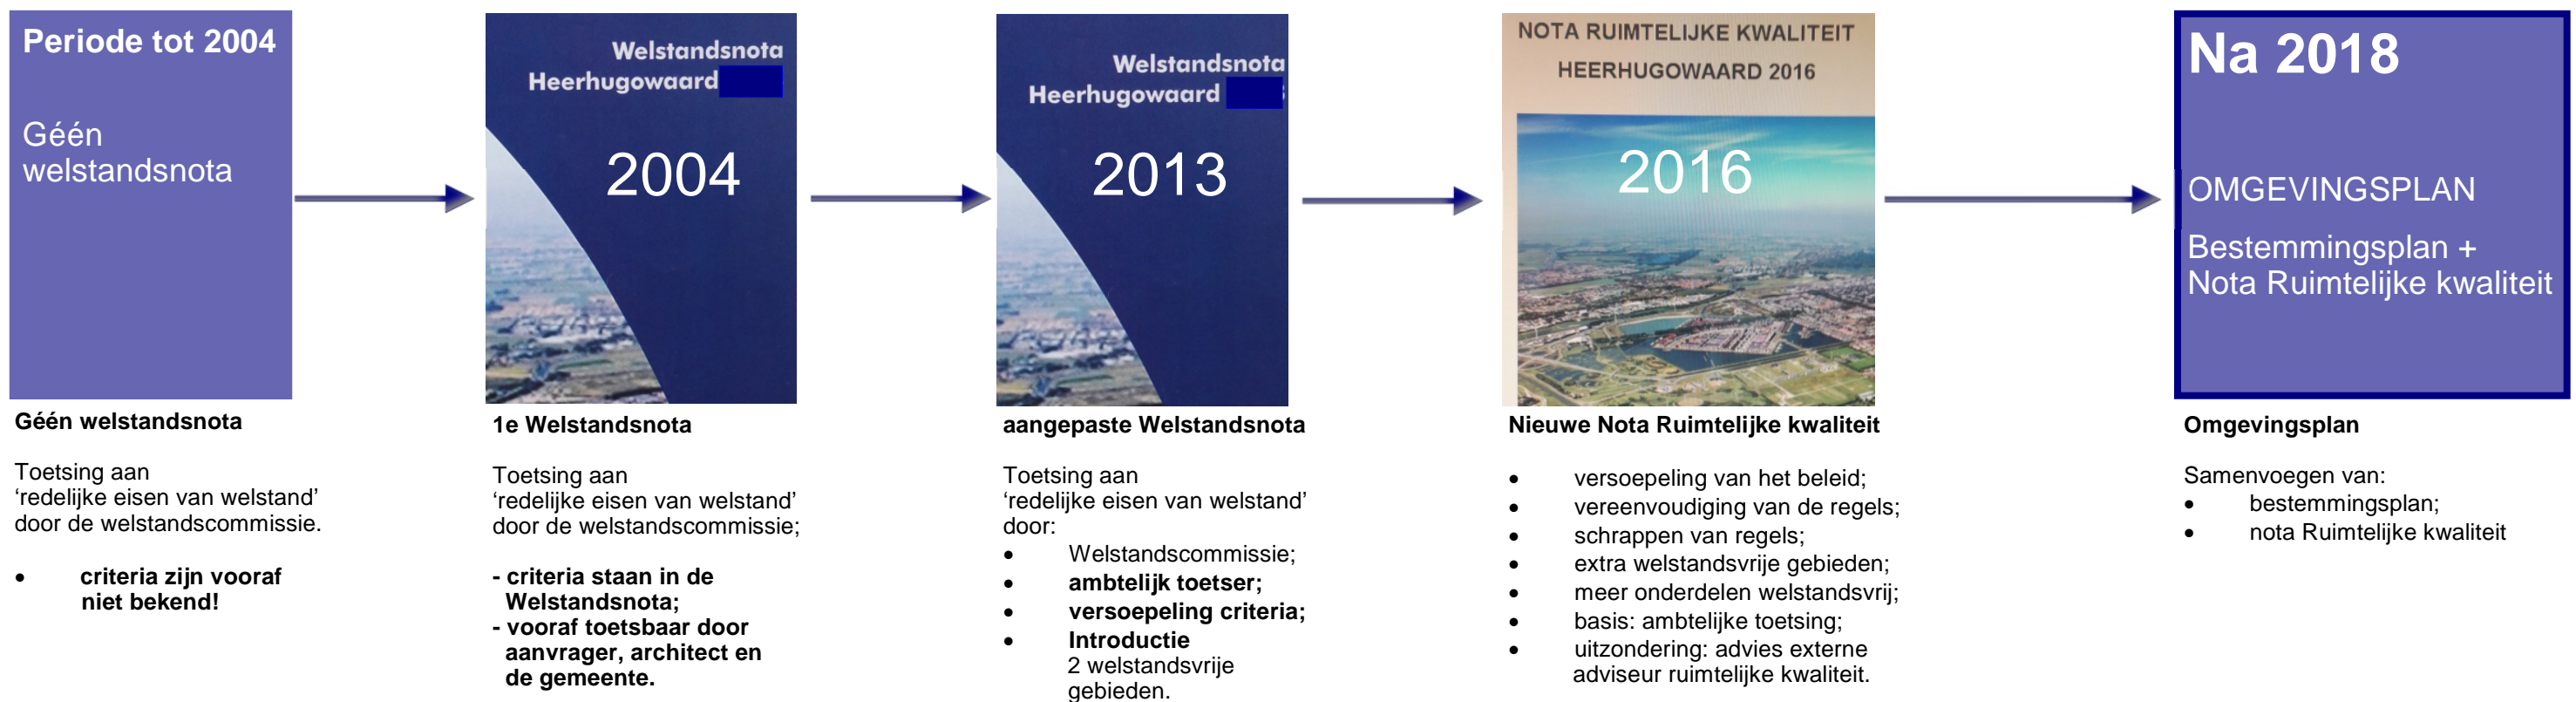 Periode tot 2004
Géén
welstandsnota
Géén welstandsnota
Toetsing aan
‘redelijke eisen van welstand’
door de welstandscommissie.
• criteria zijn vooraf
niet bekend!
Welstandsnota
Heerhugowaard
2004
1e Welstandsnota
Toetsing aan
‘redelijke eisen van welstand’
door de welstandscommissie;
- criteria staan in de
Welstandsnota;
- vooraf toetsbaar door
aanvrager, architect en
de gemeente.
Welstandsnota
Heerhugowaard
2013
aangepaste Welstandsnota
Toetsing aan
‘redelijke eisen van welstand’
door:
• Welstandscommissie;
• ambtelijk toetser;
• versoepeling criteria;
• Introductie
2 welstandsvrije
gebieden.
NOTA RUIMTELIJKE KWALITEIT
HEERHUGOWAARD 2016
2016
Nieuwe Nota Ruimtelijke kwaliteit
• versoepeling van het beleid;
• vereenvoudiging van de regels;
• schrappen van regels;
• extra welstandsvrije gebieden;
• meer onderdelen welstandsvrij;
• basis: ambtelijke toetsing;
• uitzondering: advies externe
adviseur ruimtelijke kwaliteit.
Na 2018
OMGEVINGSPLAN
Bestemmingsplan +
Nota Ruimtelijke kwaliteit
Omgevingsplan
Samenvoegen van:
• bestemmingsplan;
• nota Ruimtelijke kwaliteit